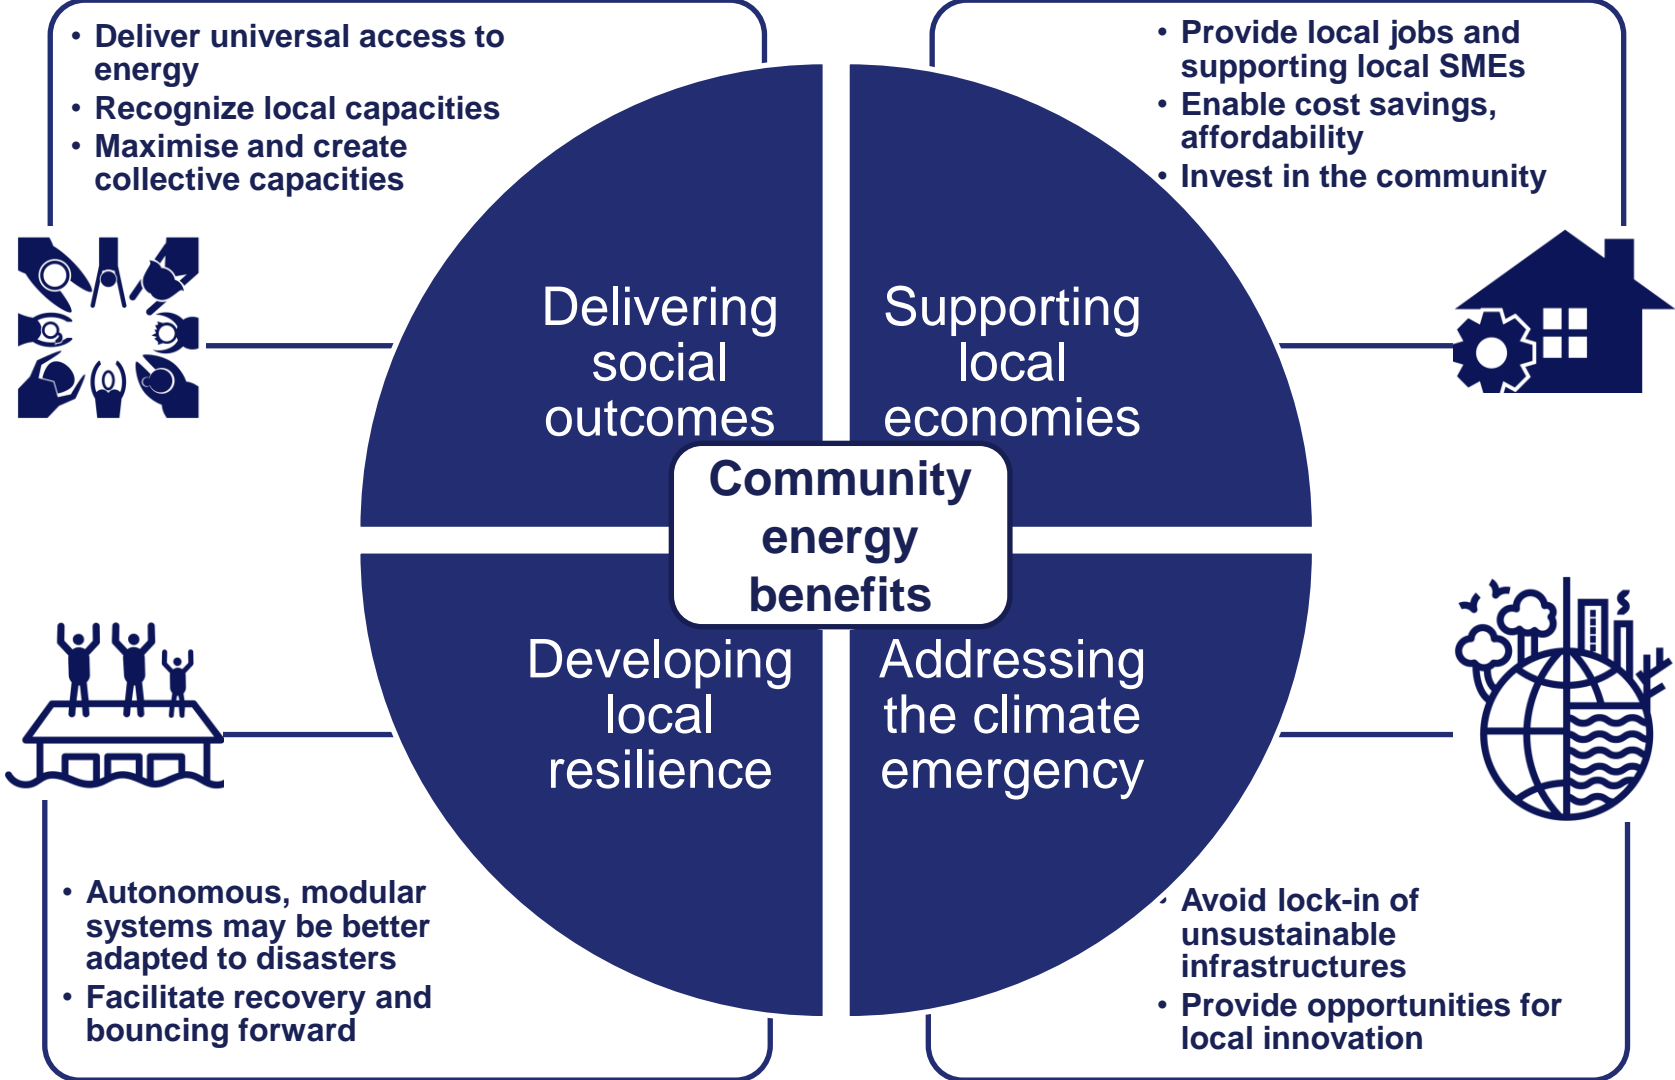 • Deliver universal access to
energy
• Recognize local capacities
• Maximise and create
collective capacities
• Provide local jobs and
supporting local SMEs
• Enable cost savings,
affordability
• Invest in the community
Delivering
social
outcomes
Supporting
local
economies
Community
energy
benefits
Developing
local
resilience
Addressing
the climate
emergency
• Autonomous, modular
systems may be better
adapted to disasters
• Facilitate recovery and
bouncing forward
• Avoid lock-in of
unsustainable
infrastructures
• Provide opportunities for
local innovation